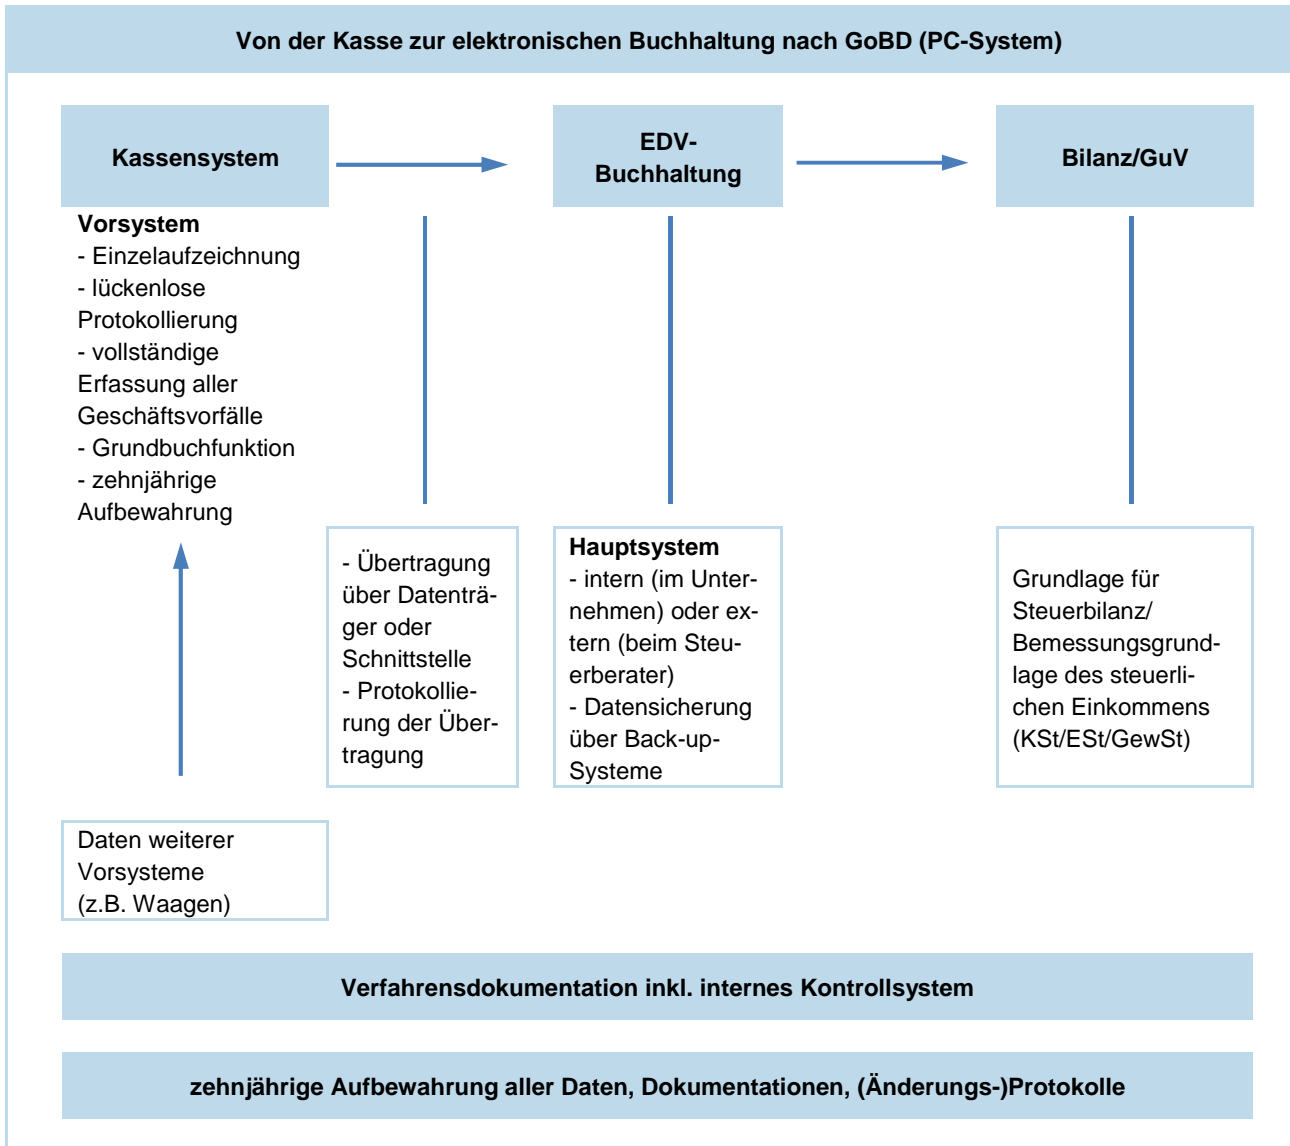 Von der Kasse zur elektronischen Buchhaltung nach GoBD (PC-System)
Kassensystem
EDV-
Buchhaltung
Bilanz/GuV
Vorsystem
- Einzelaufzeichnung
- lückenlose
Protokollierung
- vollständige
Erfassung aller
Geschäftsvorfälle
- Grundbuchfunktion
- zehnjährige
Aufbewahrung
- Übertragung
über Datenträ-
ger oder
Schnittstelle
- Protokollie-
rung der Über-
tragung
Hauptsystem
- intern (im Unter-
nehmen) oder ex-
tern (beim Steu-
erberater)
- Datensicherung
über Back-up-
Systeme
Grundlage für
Steuerbilanz/
Bemessungsgrund-
lage des steuerli-
chen Einkommens
(KSt/ESt/GewSt)
Daten weiterer
Vorsysteme
(z.B. Waagen)
Verfahrensdokumentation inkl. internes Kontrollsystem
zehnjährige Aufbewahrung aller Daten, Dokumentationen, (Änderungs-)Protokolle